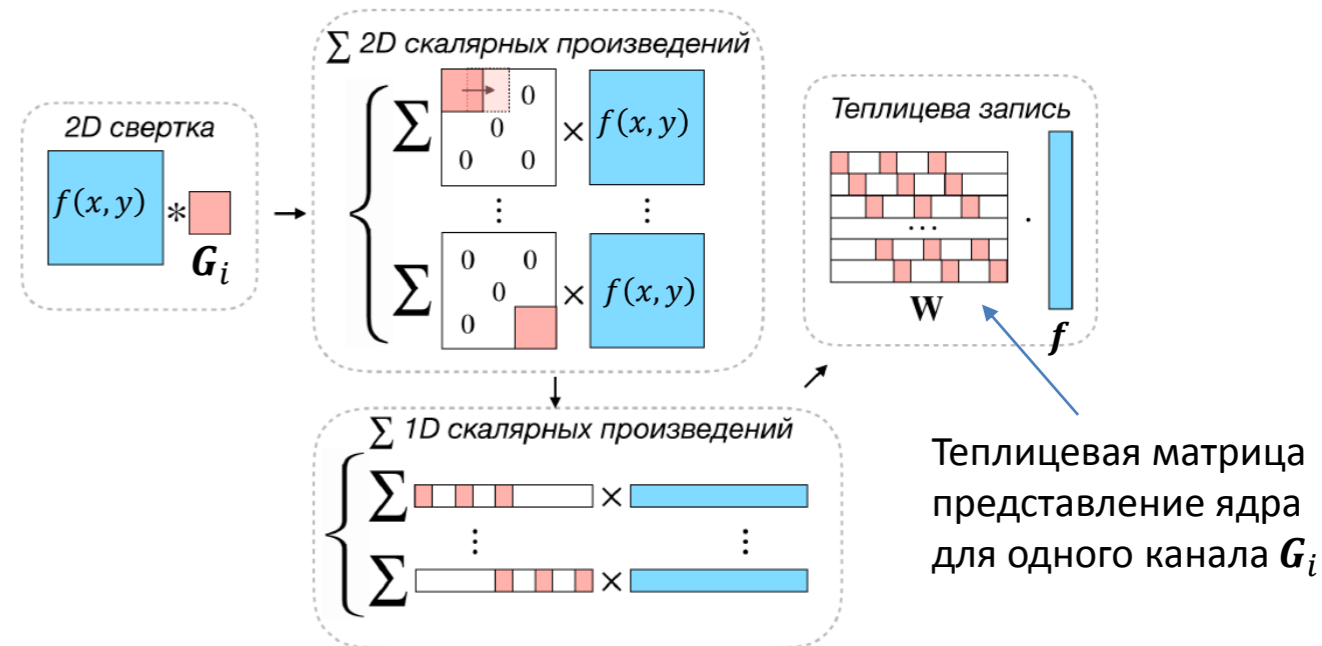 2D свертка
f(x, y)
*
G_i
∑ 2D скалярных произведений
∑
0
0
0 0
× f(x, y)
⋮ ⋮
∑
0 0
0
0
× f(x, y)
∑ 1D скалярных произведений
∑ ×
⋮ ⋮
∑ ×
Теплицева запись
...
·
W
f
Теплицевая матрица
представление ядра
для одного канала G_i